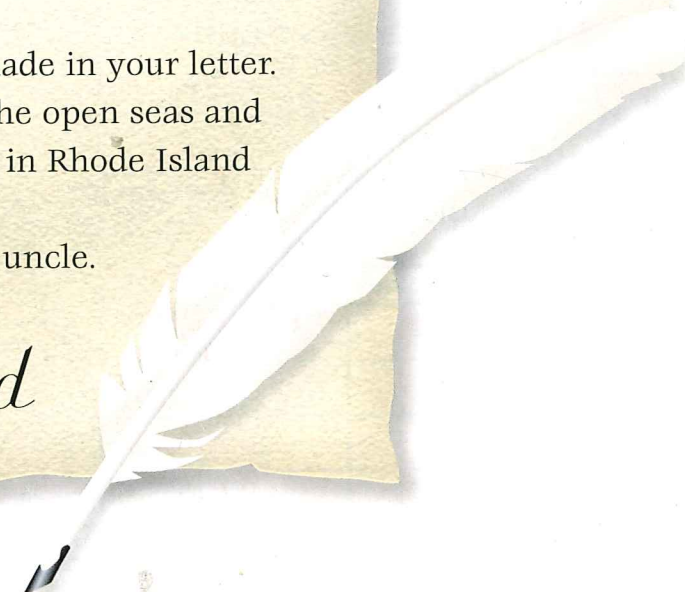 ade in your letter.
he open seas and
in Rhode Island
uncle.
d